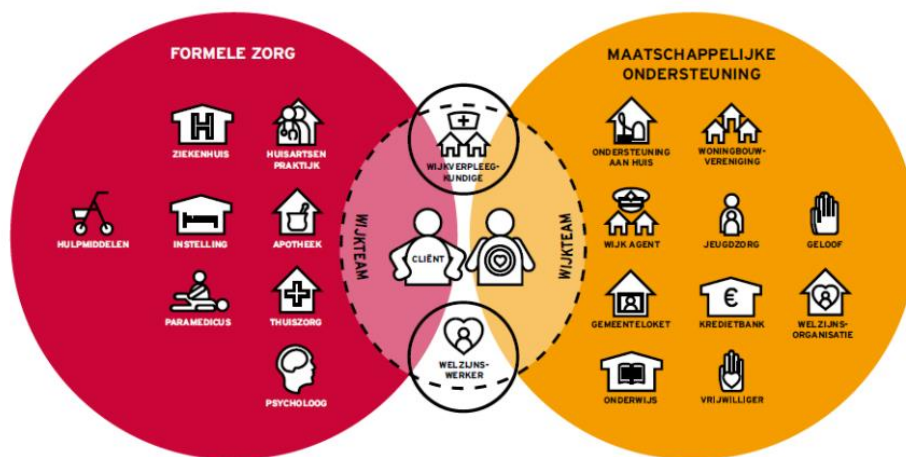 FORMELE ZORG
H
ZIEKENHUIS
HUISARTSEN
PRAKTIJK
HULPMIDDELEN
INSTELLING
APOTHEEK
PARAMEDICUS
THUISZORG
PSYCHOLOOG
WIJKTEAM
WIJKVERPLEEG-
KUNDIGE
CLIËNT
WELZIJNS-
WERKER
WIJKTEAM
MAATSCHAPPELIJKE
ONDERSTEUNING
ONDERSTEUNING
AAN HUIS
WONINGBOUW-
VERENIGING
WIJK AGENT
JEUGDZORG
GELOOF
GEMEENTELOKET
€
KREDIETBANK
WELZIJNS-
ORGANISATIE
ONDERWIJS
VRIJWILLIGER